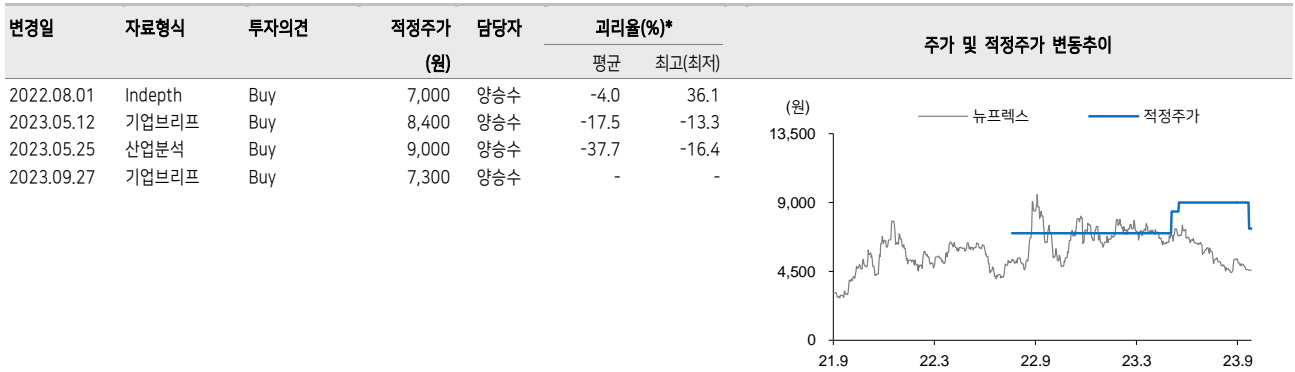 변경일 자료형식 투자의견 적정주가 담당자 괴리율(%)* 주가 및 적정주가 변동추이
(원) 평균 최고(최저)
2022.08.01 Indepth Buy 7,000 양승수 -4.0 36.1
2023.05.12 기업브리프 Buy 8,400 양승수 -17.5 -13.3
2023.05.25 산업분석 Buy 9,000 양승수 -37.7 -16.4
2023.09.27 기업브리프 Buy 7,300 양승수 - -
(원)
뉴프렉스 적정주가
13,500
9,000
4,500
0
21.9 22.3 22.9 23.3 23.9